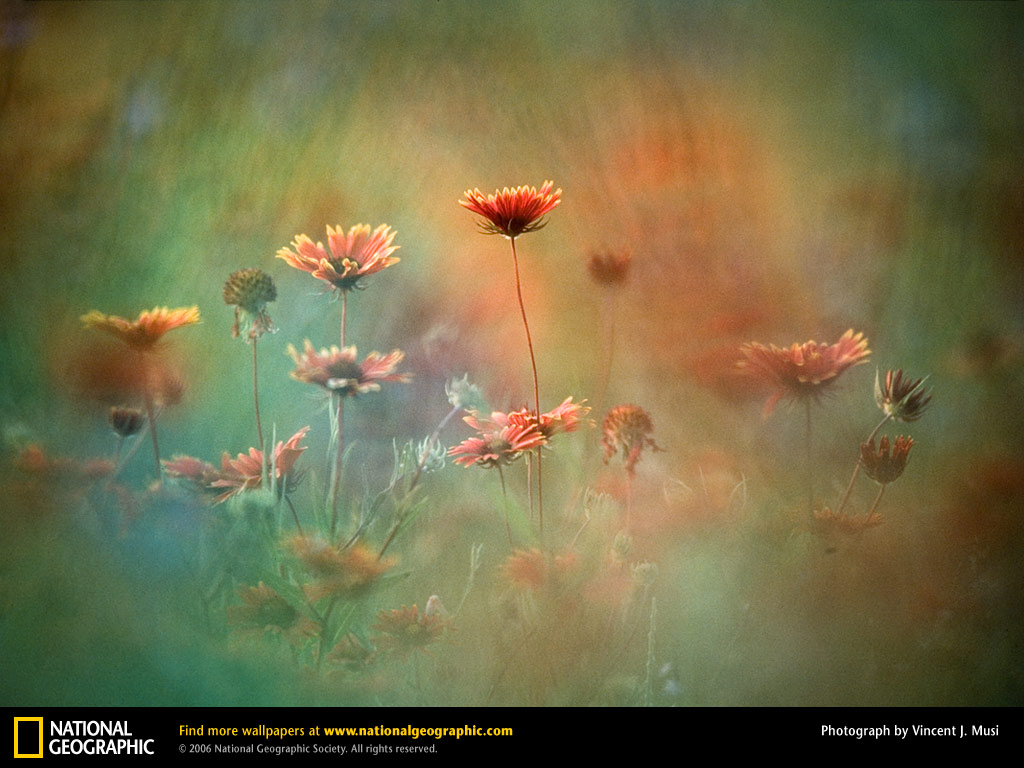 NATIONAL
GEOGRAPHIC
Find more wallpapers at www.nationalgeographic.com
© 2006 National Geographic Society. All rights reserved.
Photograph by Vincent J. Musi